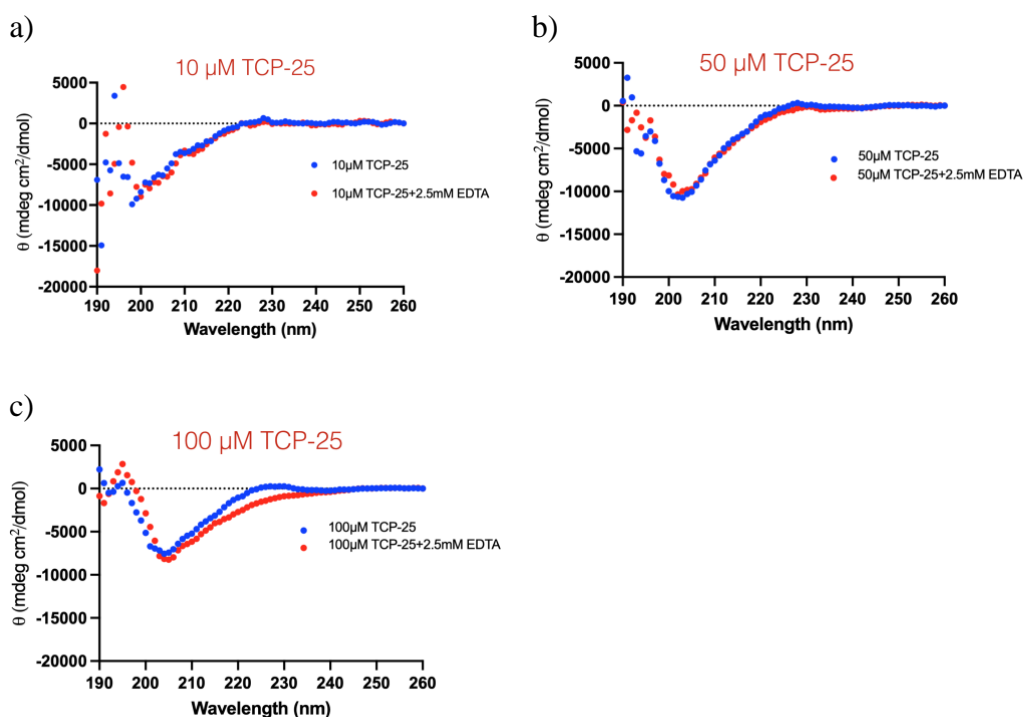 a)
10 µM TCP-25
5000
0
-5000
-10000
-15000
-20000
θ (mdeg cm2/dmol)
10µM TCP-25
10µM TCP-25+2.5mM EDTA
190 200 210 220 230 240 250 260
Wavelength (nm)
b)
50 µM TCP-25
5000
0
-5000
-10000
-15000
-20000
θ (mdeg cm2/dmol)
50µM TCP-25
50µM TCP-25+2.5mM EDTA
190 200 210 220 230 240 250 260
Wavelength (nm)
c)
100 µM TCP-25
5000
0
-5000
-10000
-15000
-20000
θ (mdeg cm2/dmol)
100µM TCP-25
100µM TCP-25+2.5mM EDTA
190 200 210 220 230 240 250 260
Wavelength (nm)